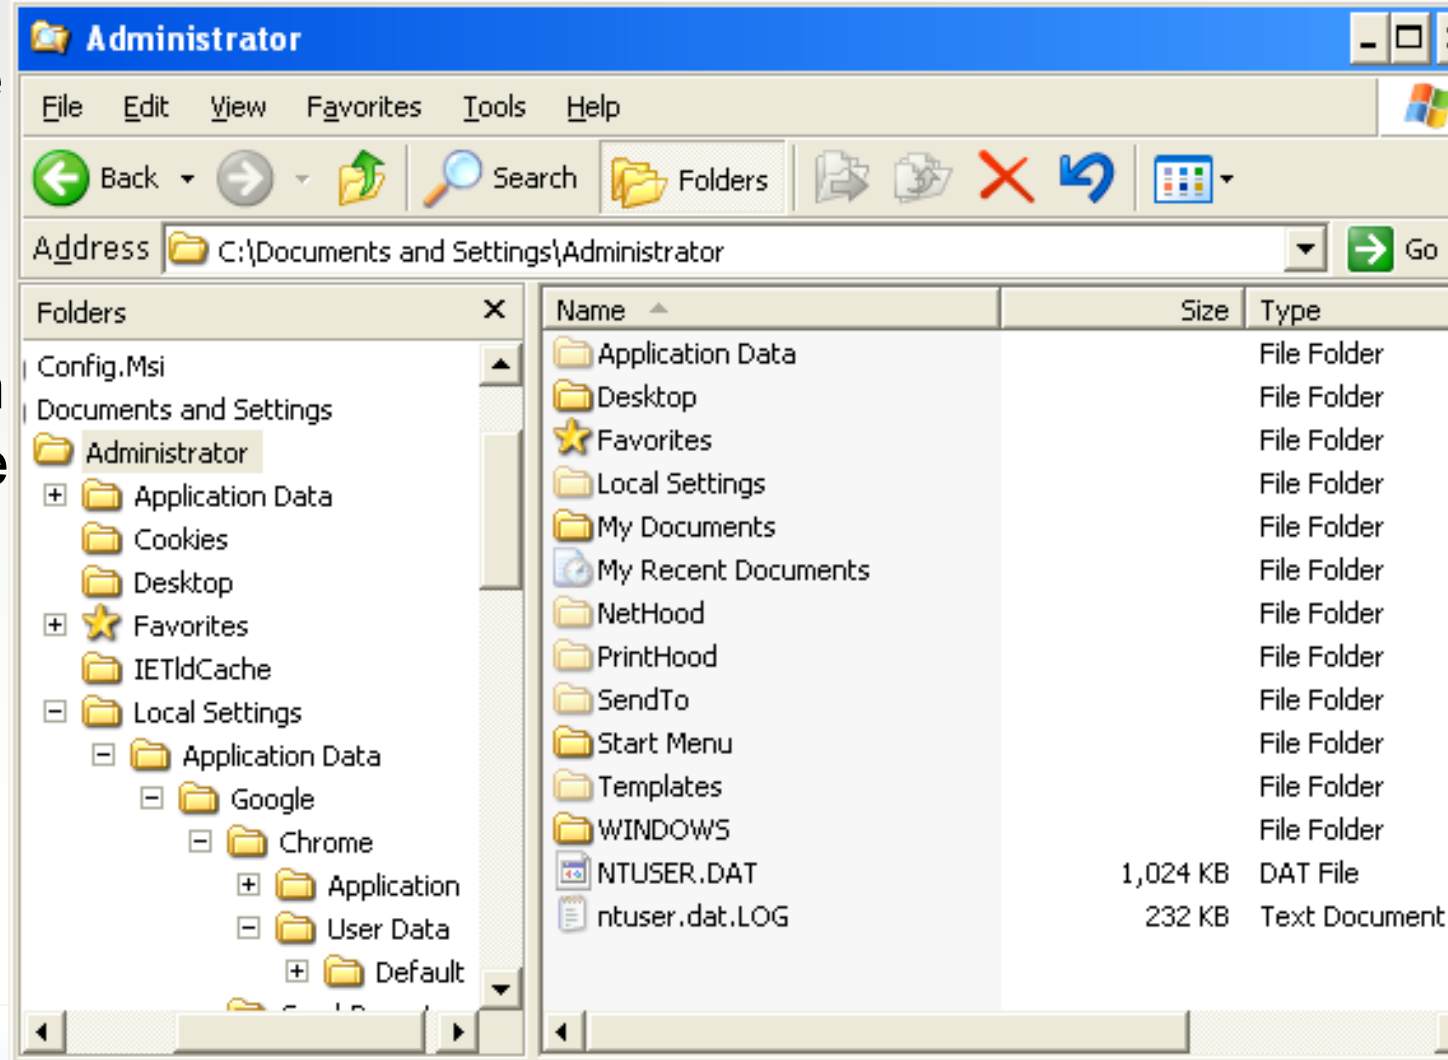 Administrator
File Edit View Favorites Tools Help
Back Search Folders
Address C:\Documents and Settings\Administrator Go
Folders
Config.Msi
Documents and Settings
Administrator
Application Data
Cookies
Desktop
Favorites
IETldCache
Local Settings
Application Data
Google
Chrome
Application
User Data
Default
Name Size Type
Application Data File Folder
Desktop File Folder
Favorites File Folder
Local Settings File Folder
My Documents File Folder
My Recent Documents File Folder
NetHood File Folder
PrintHood File Folder
SendTo File Folder
Start Menu File Folder
Templates File Folder
WINDOWS File Folder
NTUSER.DAT 1,024 KB DAT File
ntuser.dat.LOG 232 KB Text Document